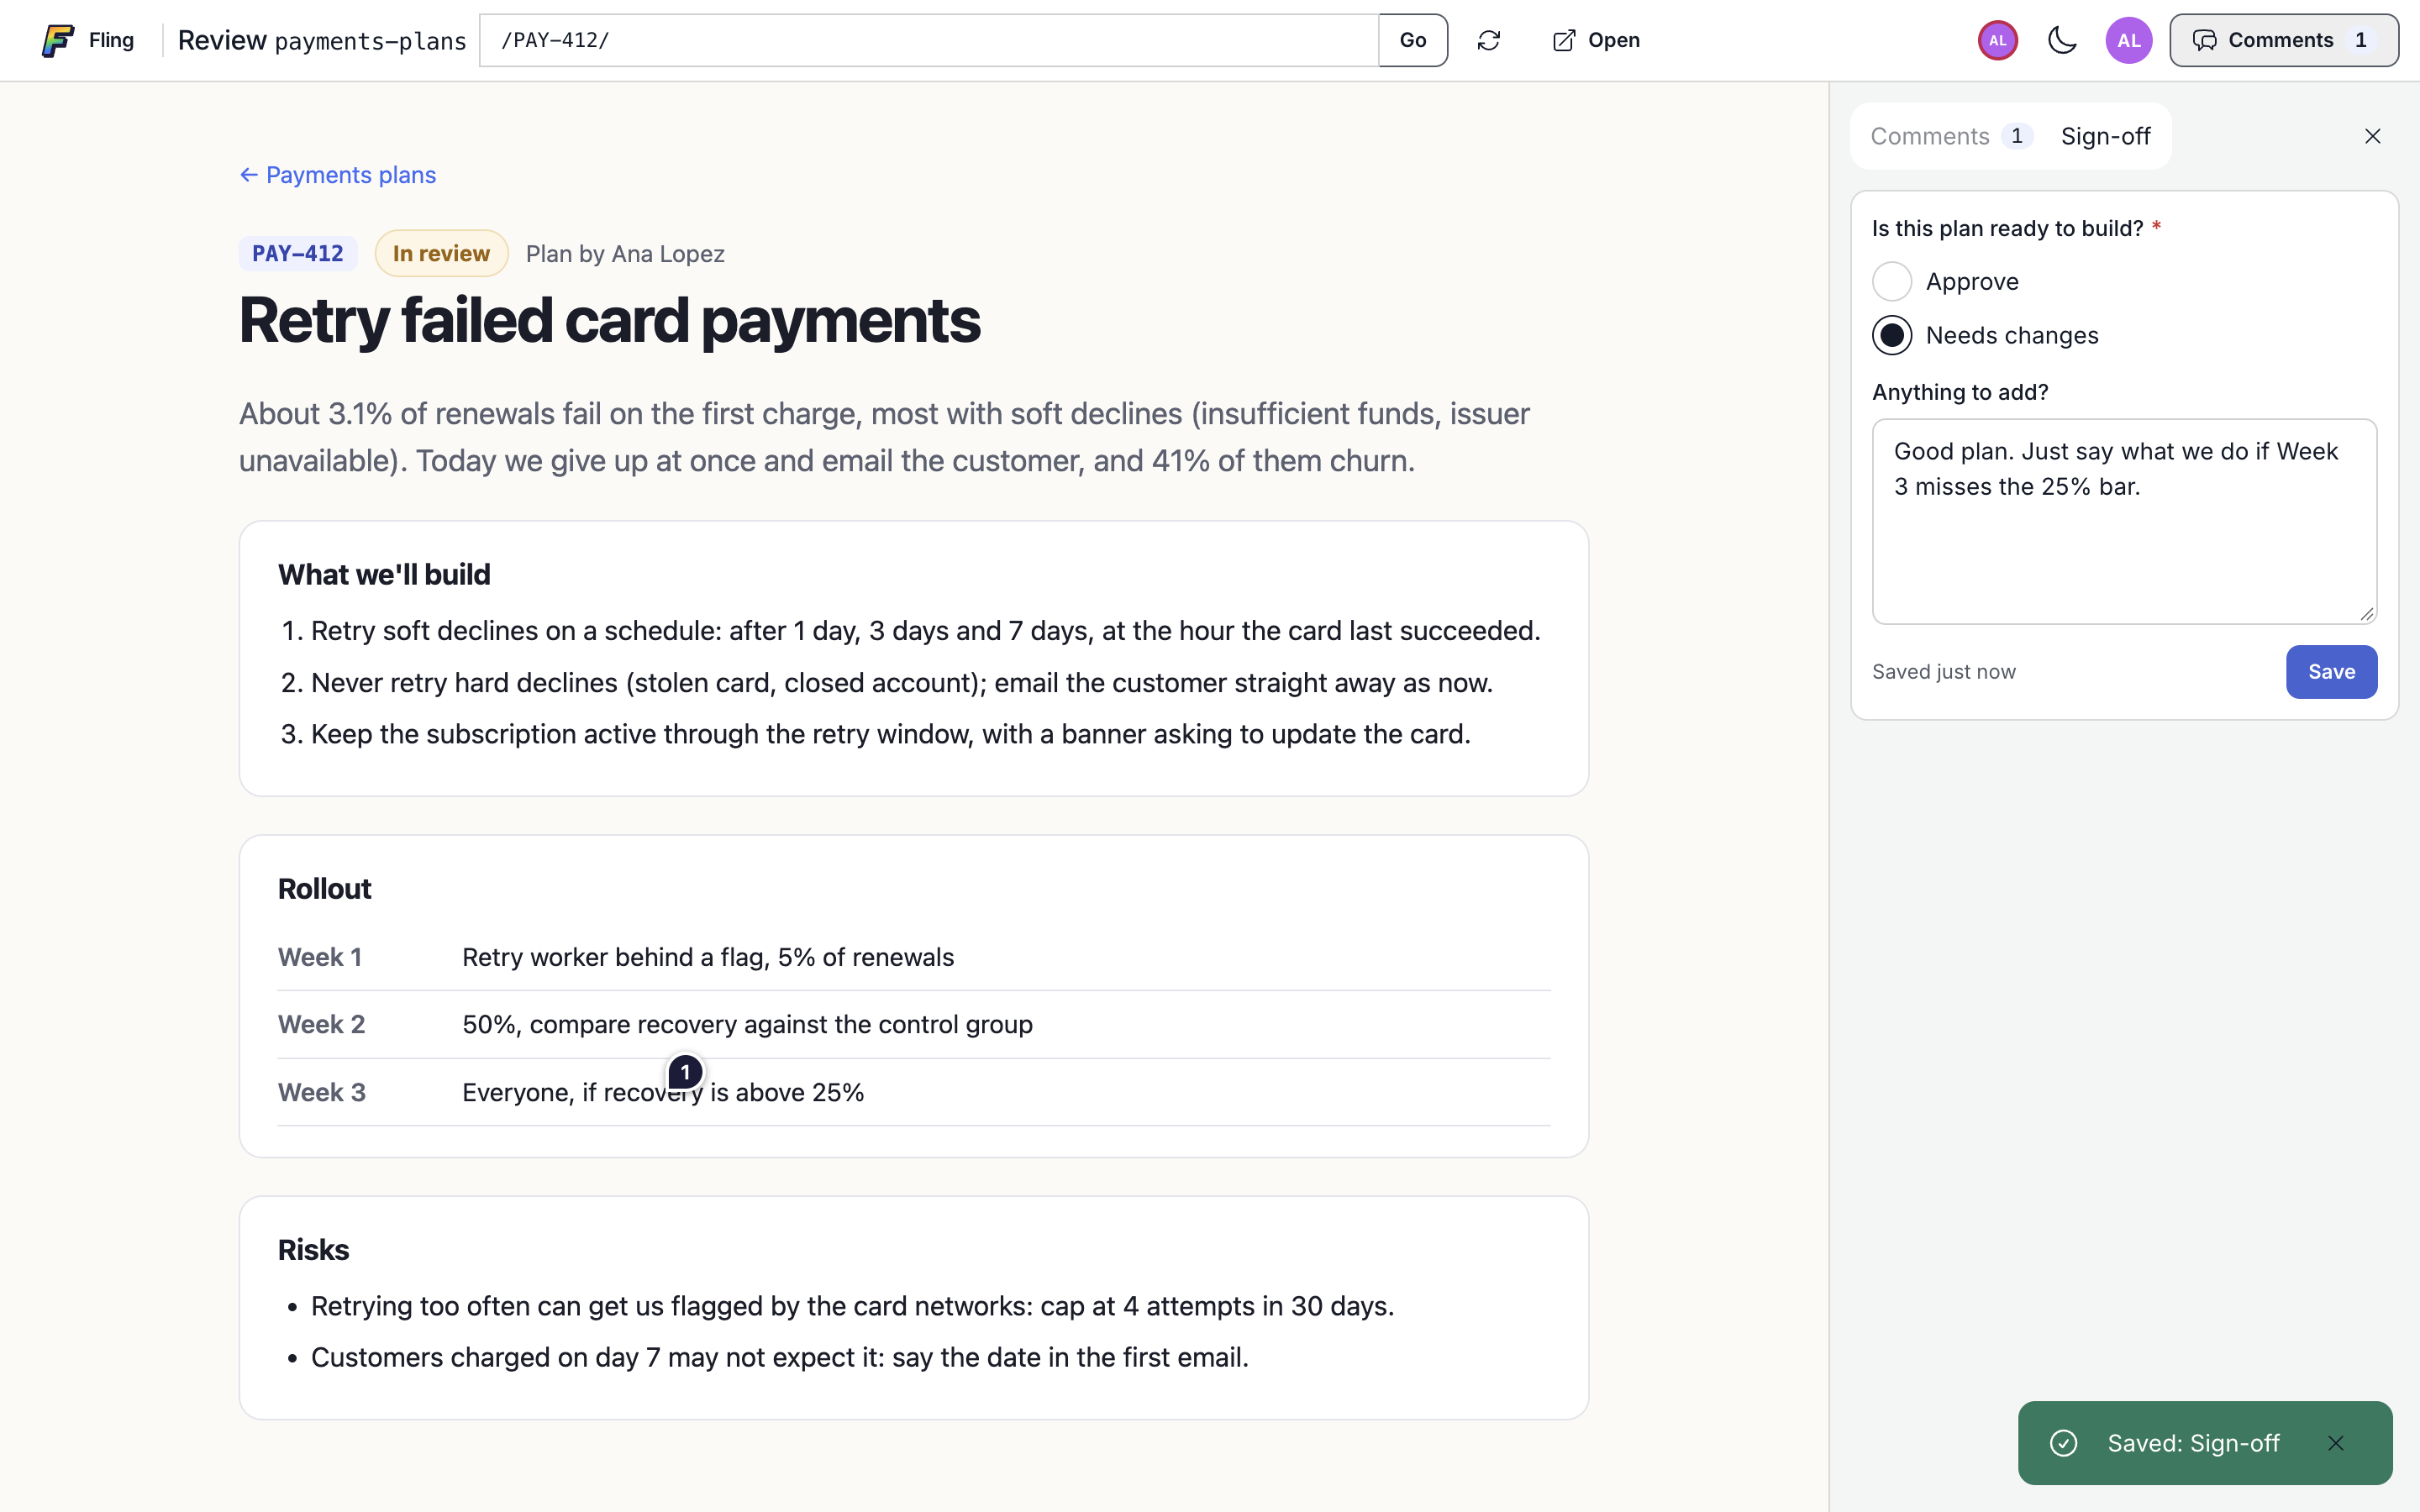 Fling
Review payments-plans
/PAY-412/
Go
Open
AL
AL
Comments 1
← Payments plans
PAY-412
In review
Plan by Ana Lopez
Retry failed card payments
About 3.1% of renewals fail on the first charge, most with soft declines (insufficient funds, issuer
unavailable). Today we give up at once and email the customer, and 41% of them churn.
What we'll build
1. Retry soft declines on a schedule: after 1 day, 3 days and 7 days, at the hour the card last succeeded.
2. Never retry hard declines (stolen card, closed account); email the customer straight away as now.
3. Keep the subscription active through the retry window, with a banner asking to update the card.
Rollout
Week 1 Retry worker behind a flag, 5% of renewals
Week 2 50%, compare recovery against the control group
1
Week 3 Everyone, if recovery is above 25%
Risks
• Retrying too often can get us flagged by the card networks: cap at 4 attempts in 30 days.
• Customers charged on day 7 may not expect it: say the date in the first email.
Comments 1
Sign-off
Is this plan ready to build? *
Approve
Needs changes
Anything to add?
Good plan. Just say what we do if Week
3 misses the 25% bar.
Saved just now
Save
Saved: Sign-off